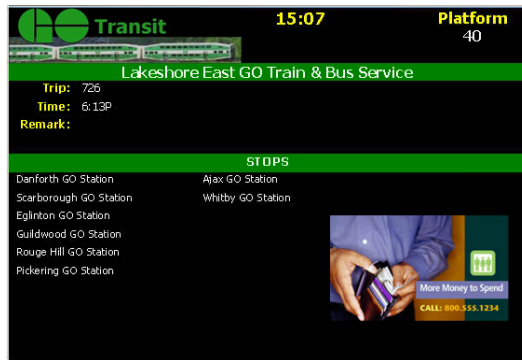 GO Transit
15:07
Platform
40
Lakeshore East GO Train & Bus Service
Trip: 726
Time: 6:13P
Remark:
STOPS
Danforth GO Station
Scarborough GO Station
Eglinton GO Station
Guildwood GO Station
Rouge Hill GO Station
Pickering GO Station
Ajax GO Station
Whitby GO Station
More Money to Spend
CALL: 800.555.1234